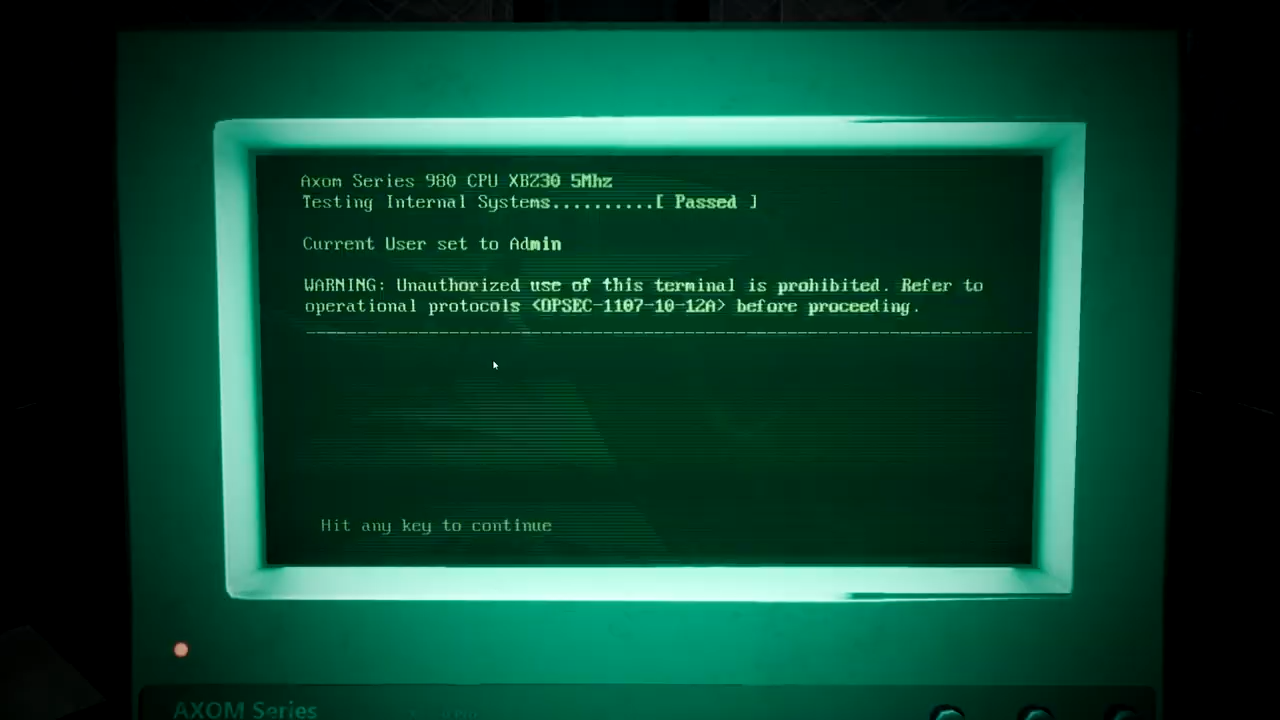 Axom Series 980 CPU XBZ30 5Mhz
Testing Internal Systems..........[ Passed ]
Current User set to Admin
WARNING: Unauthorized use of this terminal is prohibited. Refer to
operational protocols <OPSEC-1107-10-12A> before proceeding.
Hit any key to continue
AXOM Series